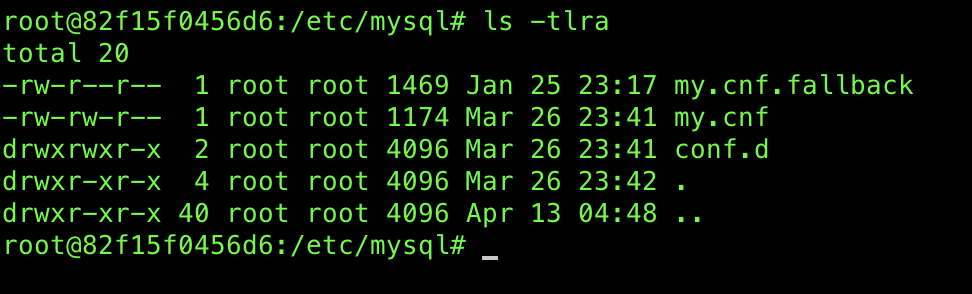 root@82f15f0456d6:/etc/mysql# ls -tlra
total 20
-rw-r--r--  1 root root 1469 Jan 25 23:17 my.cnf.fallback
-rw-rw-r--  1 root root 1174 Mar 26 23:41 my.cnf
drwxrwxr-x  2 root root 4096 Mar 26 23:41 conf.d
drwxr-xr-x  4 root root 4096 Mar 26 23:42 .
drwxr-xr-x 40 root root 4096 Apr 13 04:48 ..
root@82f15f0456d6:/etc/mysql#